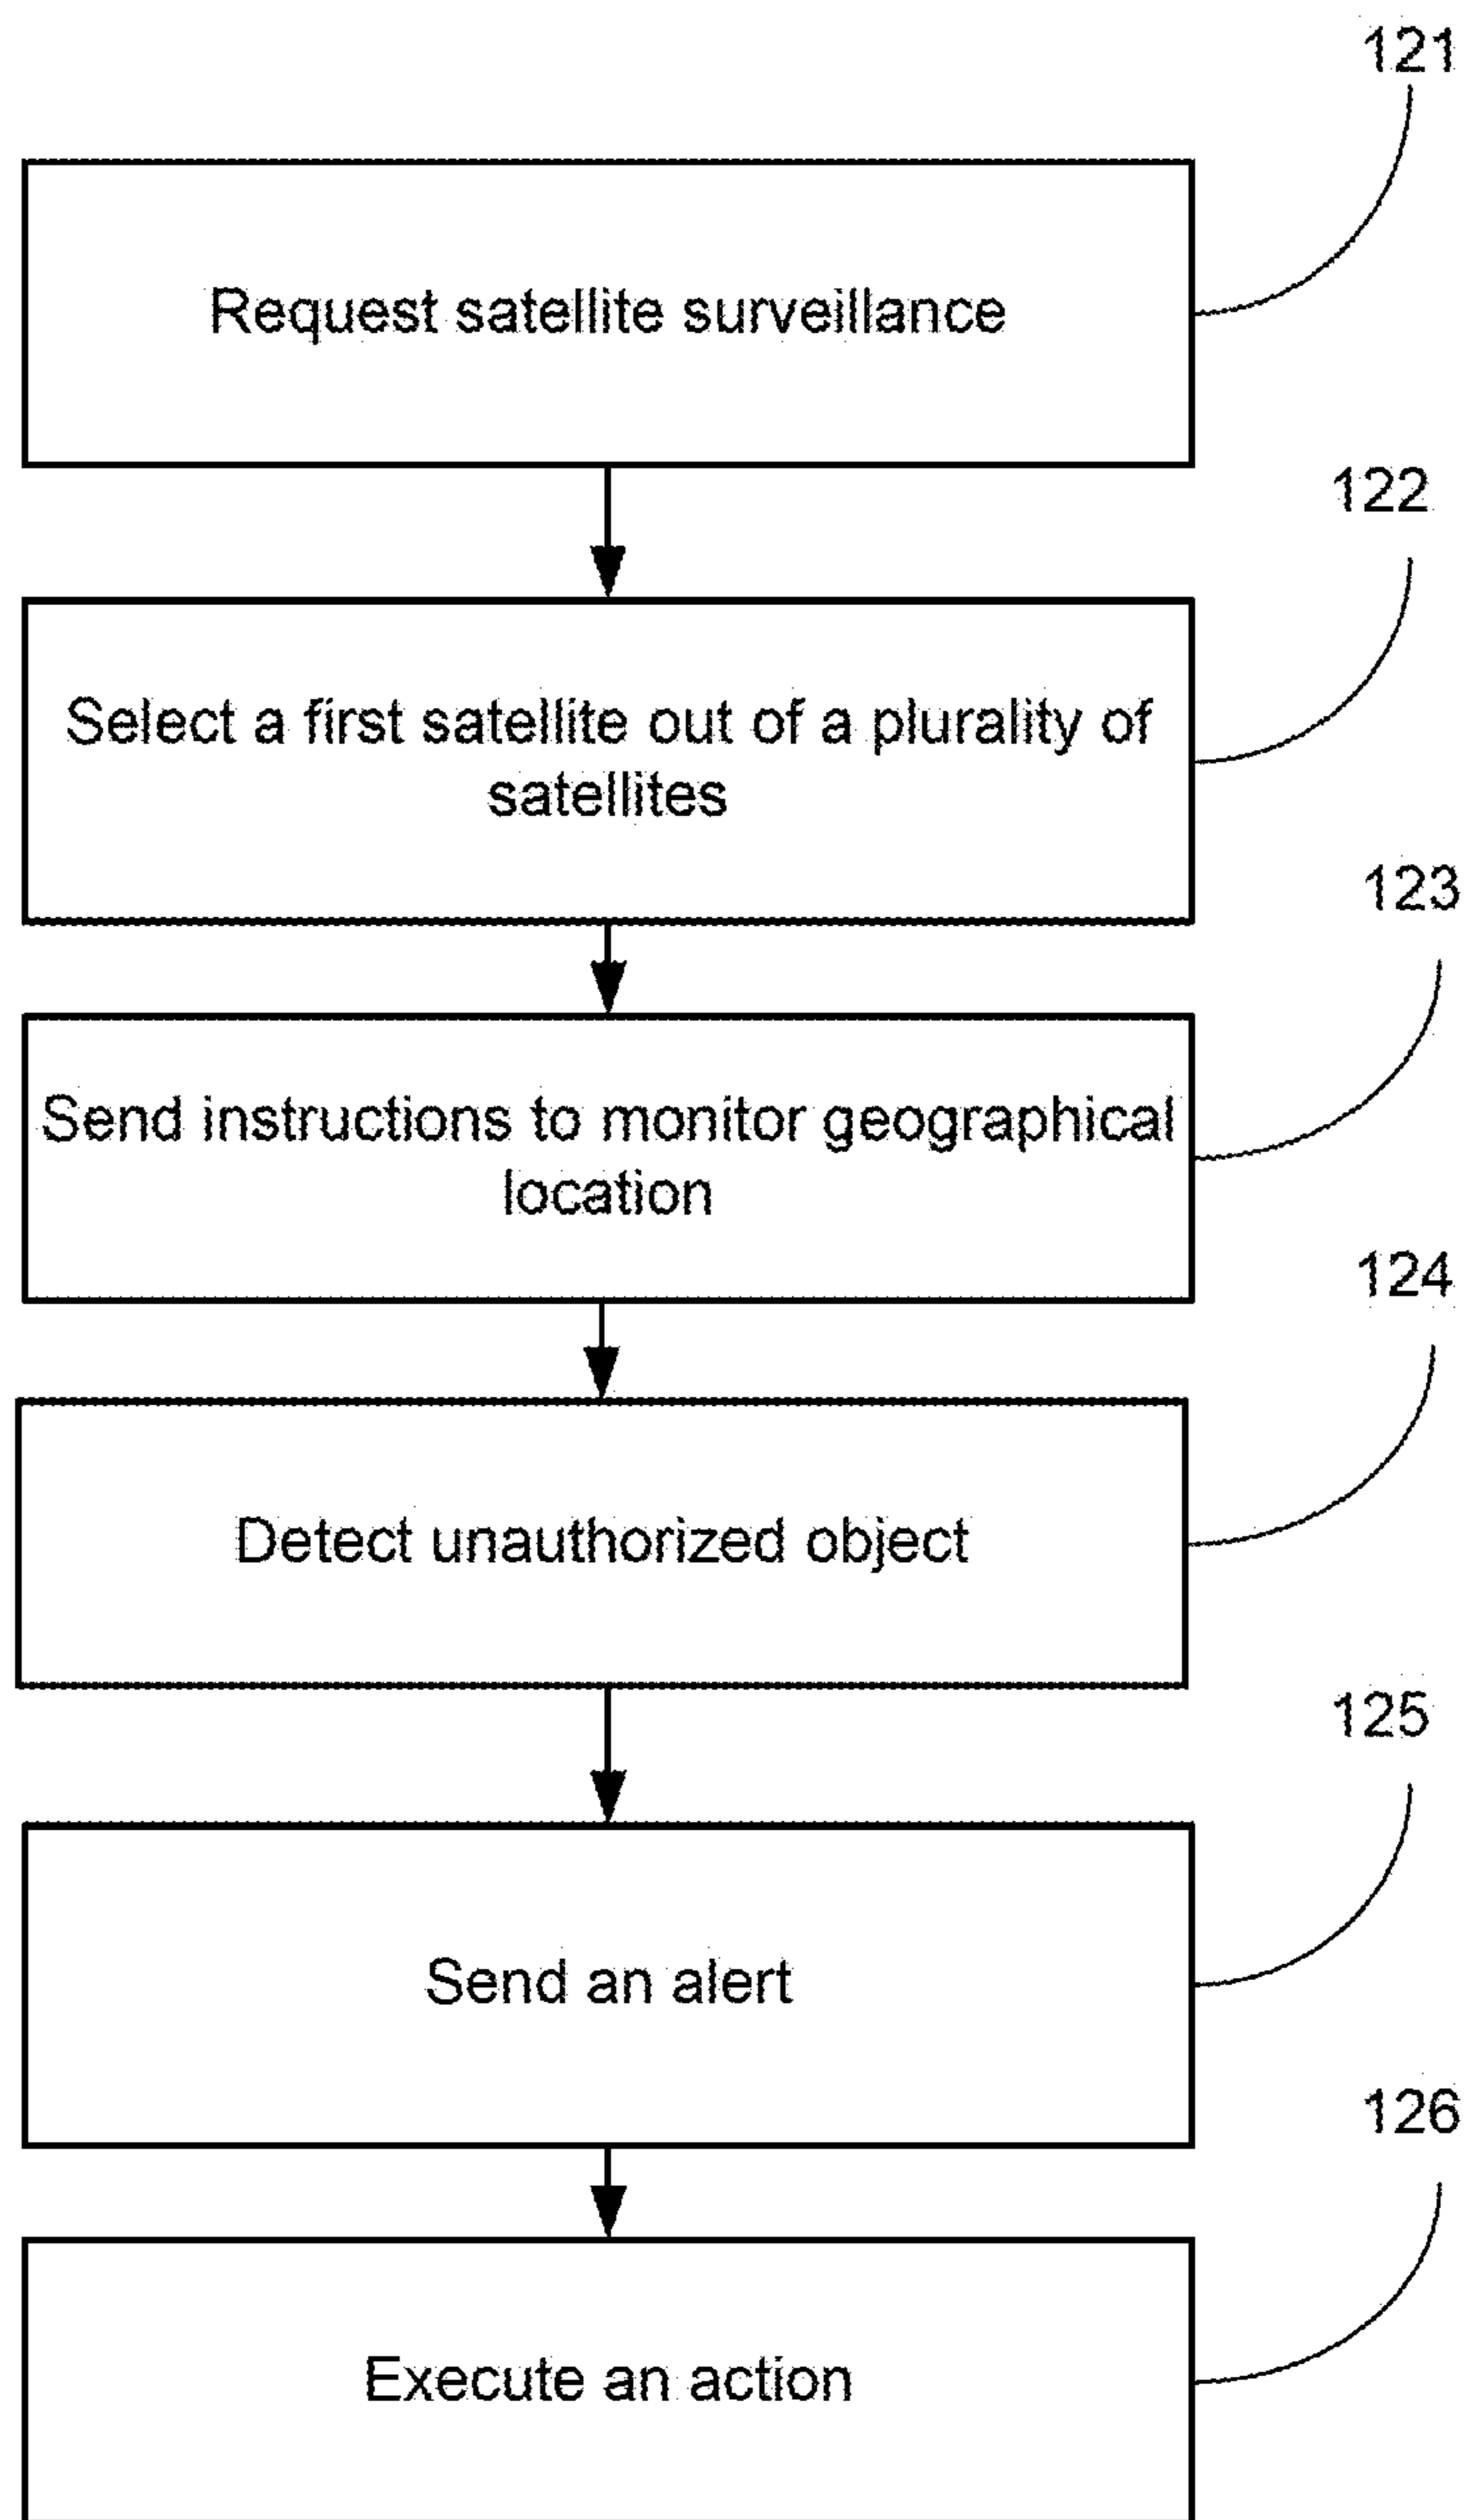 121
Request satellite surveillance
122
Select a first satellite out of a plurality of
satellites
123
Send instructions to monitor geographical
location
124
Detect unauthorized object
125
Send an alert
126
Execute an action